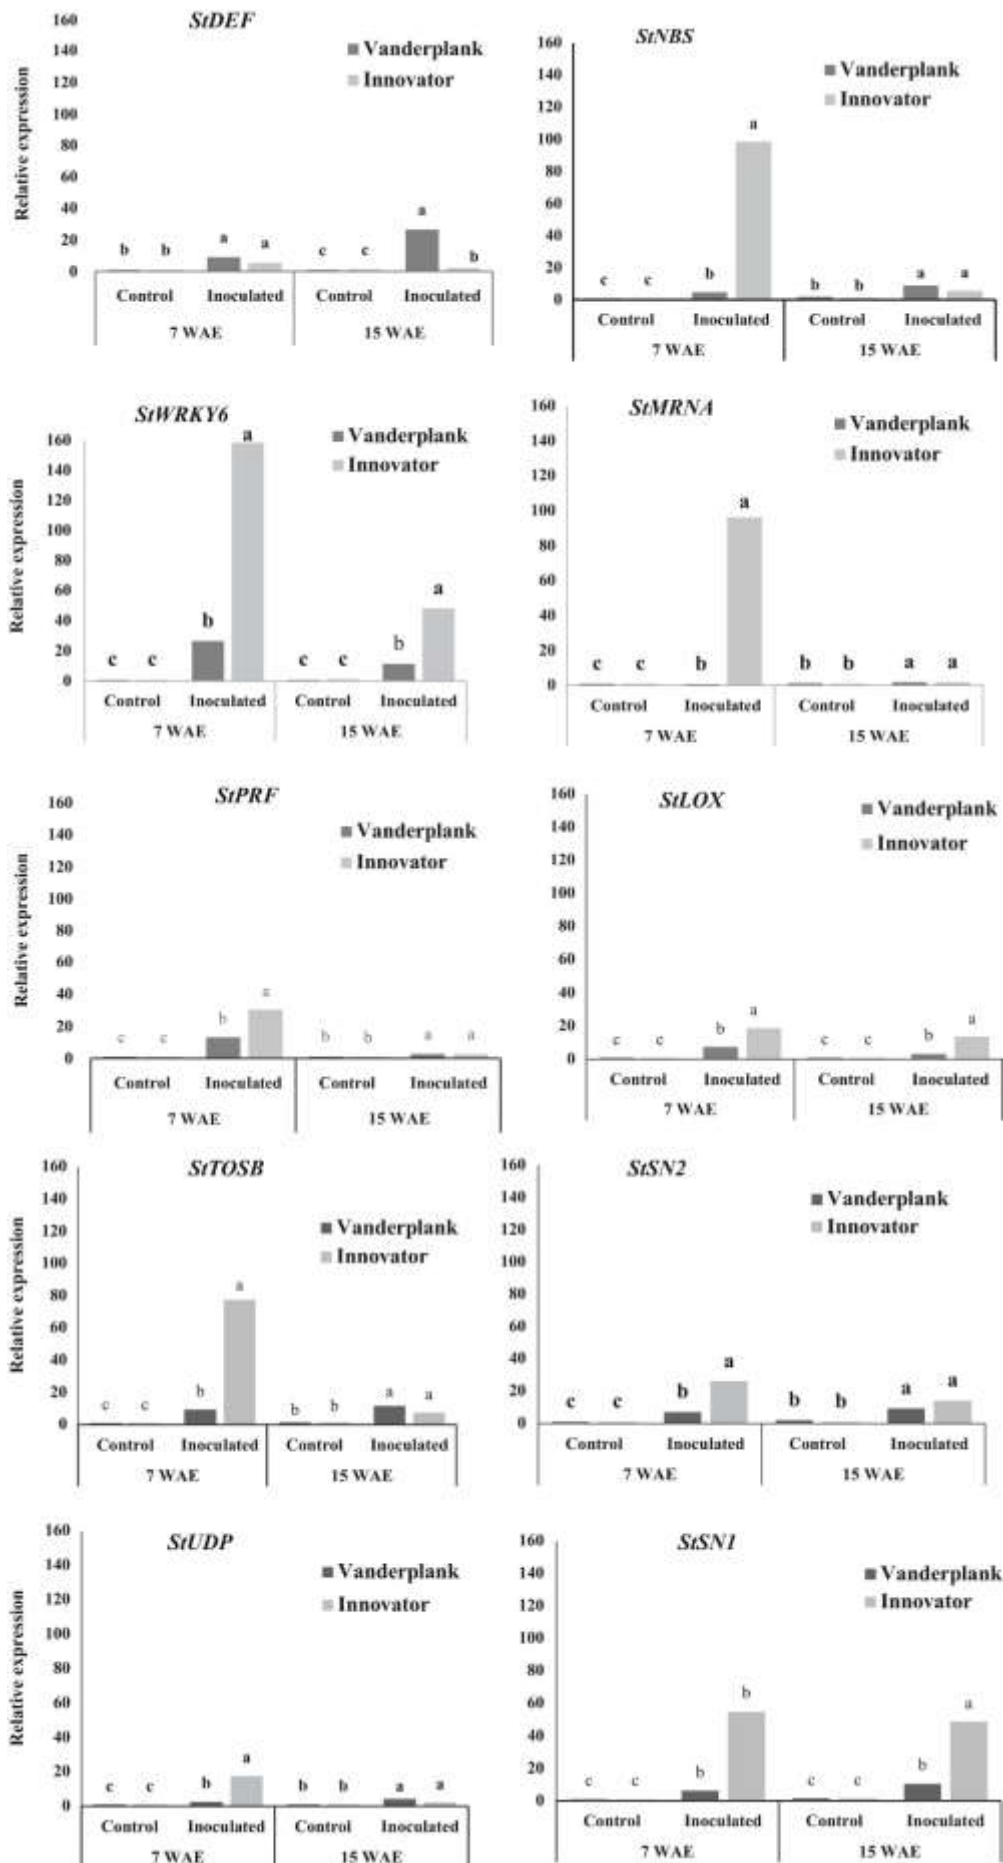 StDEF
Vanderplank
Innovator
Relative expression
160
140
120
100
80
60
40
20
0
b b a a c c a b
Control Inoculated Control Inoculated
7 WAE 15 WAE
StNBS
Vanderplank
Innovator
160
140
120
100
80
60
40
20
0
c c b a b b a a
Control Inoculated Control Inoculated
7 WAE 15 WAE
StWRKY6
Vanderplank
Innovator
Relative expression
160
140
120
100
80
60
40
20
0
c c b a c c b a
Control Inoculated Control Inoculated
7 WAE 15 WAE
StMRNA
Vanderplank
Innovator
160
140
120
100
80
60
40
20
0
c c b a b b a a
Control Inoculated Control Inoculated
7 WAE 15 WAE
StPRF
Vanderplank
Innovator
Relative expression
160
140
120
100
80
60
40
20
0
c c b a b b a a
Control Inoculated Control Inoculated
7 WAE 15 WAE
StLOX
Vanderplank
Innovator
160
140
120
100
80
60
40
20
0
c c b a c c b a
Control Inoculated Control Inoculated
7 WAE 15 WAE
StTOSB
Vanderplank
Innovator
Relative expression
160
140
120
100
80
60
40
20
0
c c b a b b a a
Control Inoculated Control Inoculated
7 WAE 15 WAE
StSN2
Vanderplank
Innovator
160
140
120
100
80
60
40
20
0
c c b a b b a a
Control Inoculated Control Inoculated
7 WAE 15 WAE
StUDP
Vanderplank
Innovator
Relative expression
160
140
120
100
80
60
40
20
0
c c b a b b a a
Control Inoculated Control Inoculated
7 WAE 15 WAE
StSN1
Vanderplank
Innovator
160
140
120
100
80
60
40
20
0
c c b b c c b a
Control Inoculated Control Inoculated
7 WAE 15 WAE